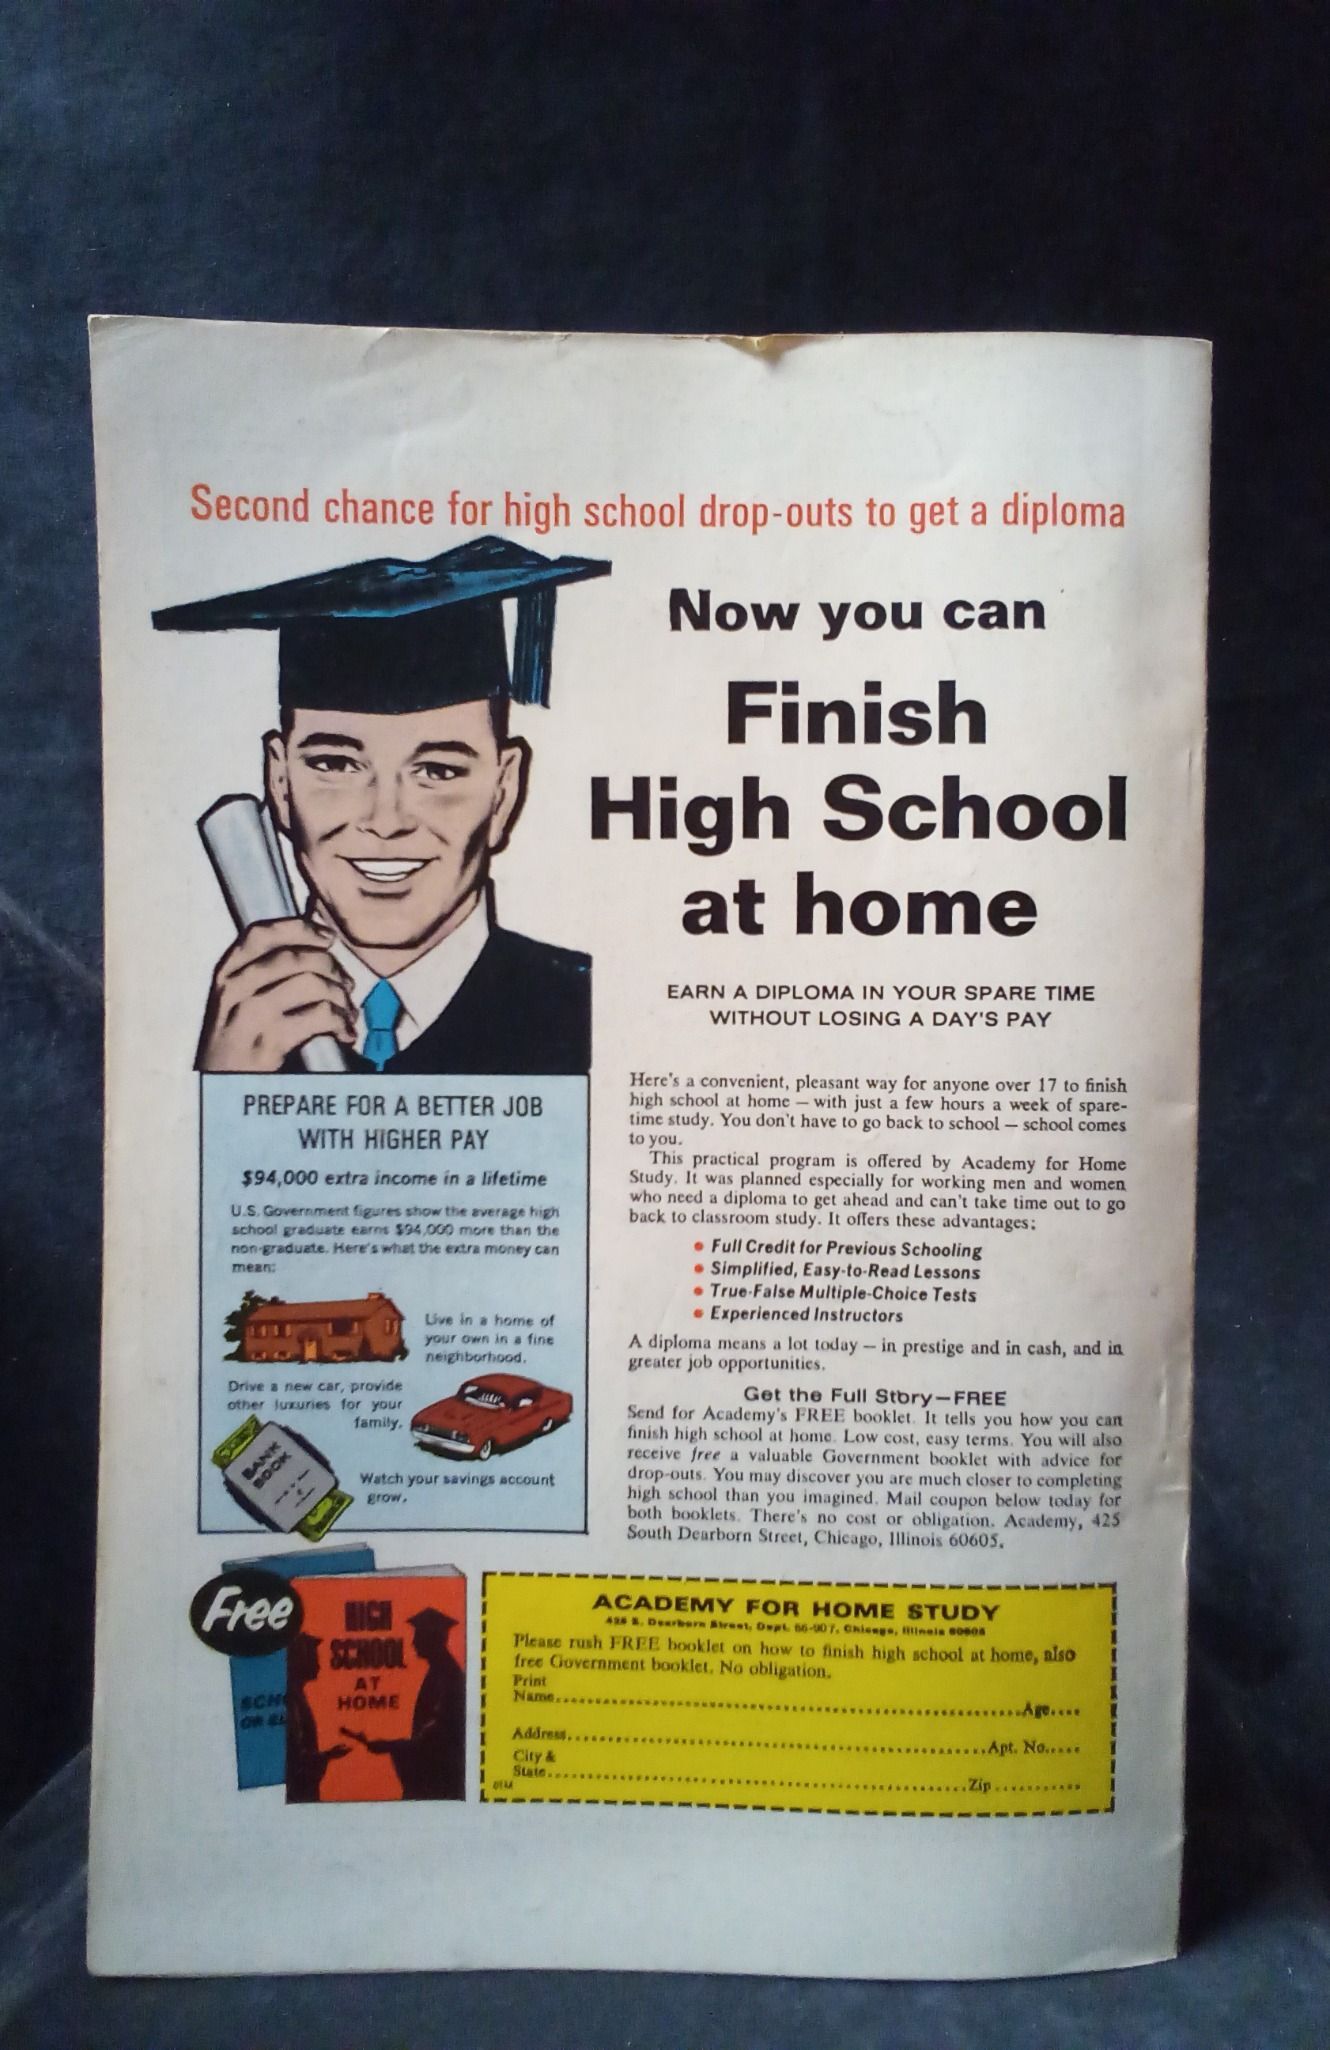 Second chance for high school drop-outs to get a diploma
Now you can
Finish
High School
at home
EARN A DIPLOMA IN YOUR SPARE TIME
WITHOUT LOSING A DAY'S PAY
Here's a convenient, pleasant way for anyone over 17 to finish
high school at home — with just a few hours a week of spare-
time study. You don't have to go back to school — school comes
to you.
This practical program is offered by Academy for Home
Study. It was planned especially for working men and women
who need a diploma to get ahead and can't take time out to go
back to classroom study. It offers these advantages:
• Full Credit for Previous Schooling
• Simplified, Easy-to-Read Lessons
• True-False Multiple-Choice Tests
• Experienced Instructors
A diploma means a lot today — in prestige and in cash, and in
greater job opportunities.
Get the Full Story—FREE
Send for Academy's FREE booklet. It tells you how you can
finish high school at home. Low cost, easy terms. You will also
receive free a valuable Government booklet with advice for
drop-outs. You may discover you are much closer to completing
high school than you imagined. Mail coupon below today for
both booklets. There's no cost or obligation. Academy, 425
South Dearborn Street, Chicago, Illinois 60605.
PREPARE FOR A BETTER JOB
WITH HIGHER PAY
$94,000 extra income in a lifetime
U.S. Government figures show the average high
school graduate earns $94,000 more than the
non-graduate. Here's what the extra money can
mean:
Live in a home of
your own in a fine
neighborhood.
Drive a new car, provide
other luxuries for your
family.
BANK
BOOK
Watch your savings account
grow.
Free
SCHO
OR EL
HIGH
SCHOOL
AT
HOME
ACADEMY FOR HOME STUDY
425 S. Dearborn Street, Dept. 66-907, Chicago, Illinois 60605
Please rush FREE booklet on how to finish high school at home, also
free Government booklet. No obligation.
Print
Name..........Age....
Address..........Apt. No.....
City &
State..........Zip..........